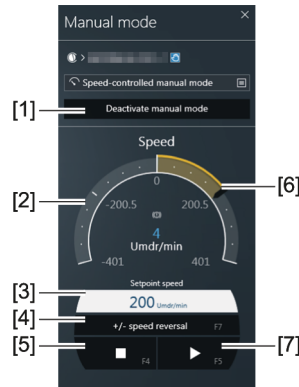 Manual mode
Speed-controlled manual mode
[1]
Deactivate manual mode
Speed
[6]
[2]
0
-200.5
200.5
4
Umdr/min
-401
401
[3]
Setpoint speed
200 Umdr/min
[4]
+/- speed reversal
F7
[5]
F4
F5
[7]